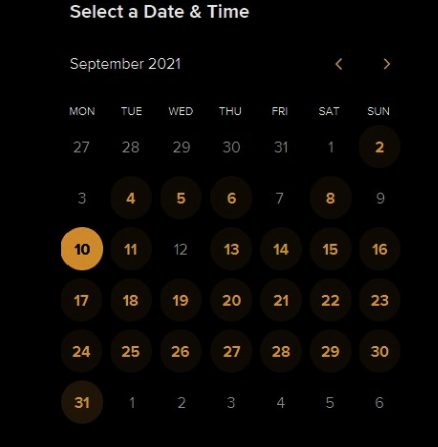 Select a Date & Time
September 2021
MON TUE WED THU FRI SAT SUN
27 28 29 30 31 1 2
3 4 5 6 7 8 9
10 11 12 13 14 15 16
17 18 19 20 21 22 23
24 25 26 27 28 29 30
31 1 2 3 4 5 6